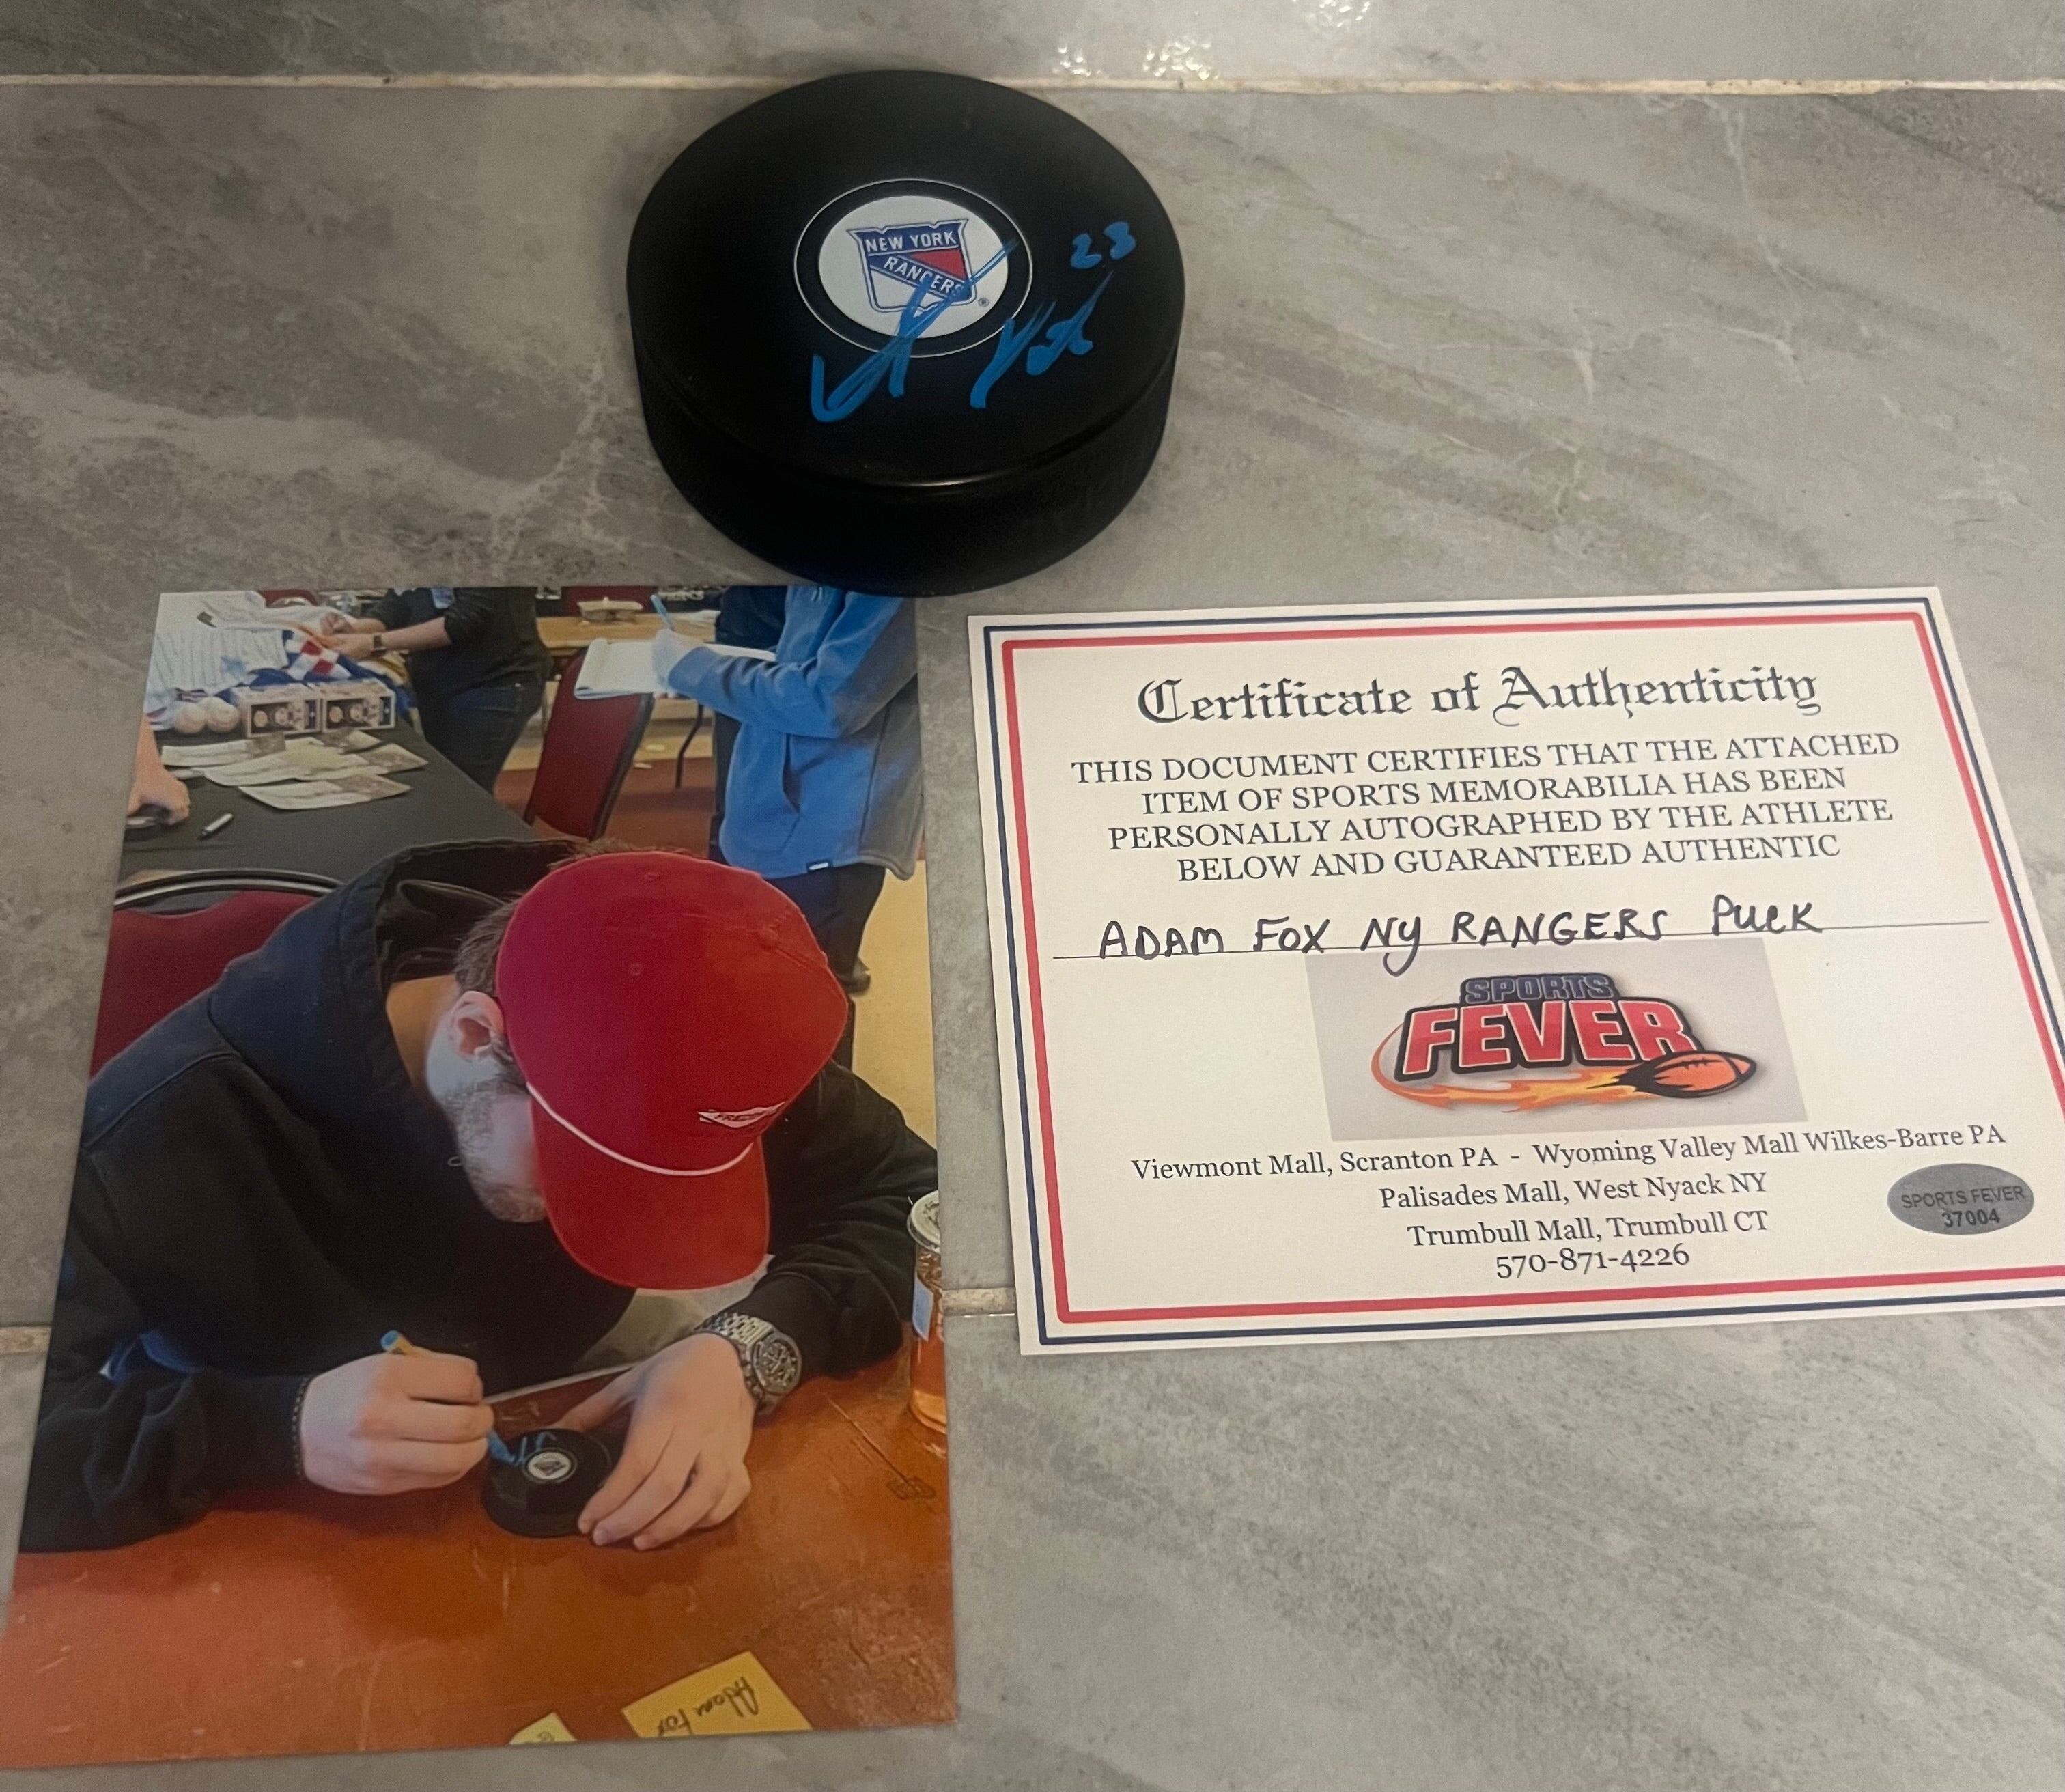 NEW YORK
RANGERS
23
Certificate of Authenticity
THIS DOCUMENT CERTIFIES THAT THE ATTACHED
ITEM OF SPORTS MEMORABILIA HAS BEEN
PERSONALLY AUTOGRAPHED BY THE ATHLETE
BELOW AND GUARANTEED AUTHENTIC
ADAM FOX NY RANGERS PUCK
SPORTS
FEVER
Viewmont Mall, Scranton PA - Wyoming Valley Mall Wilkes-Barre PA
Palisades Mall, West Nyack NY
Trumbull Mall, Trumbull CT
570-871-4226
SPORTS FEVER
37004
Adam Fox